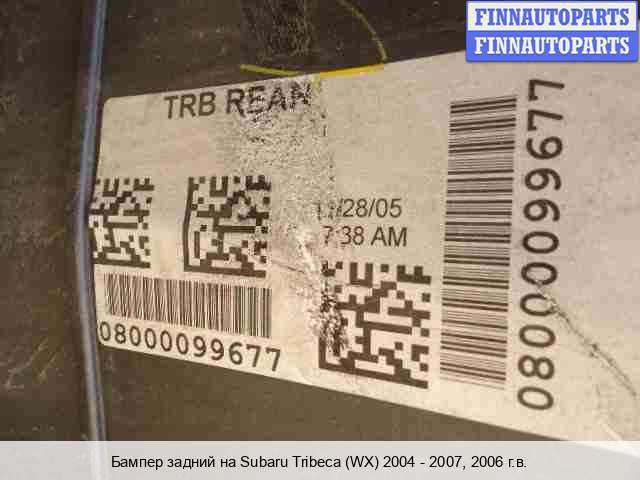 FINNAUTOPARTS
FINNAUTOPARTS
TRB REAN
/28/05
7:38 AM
08000099677
08000099677
Бампер задний на Subaru Tribeca (WX) 2004 - 2007, 2006 г.в.